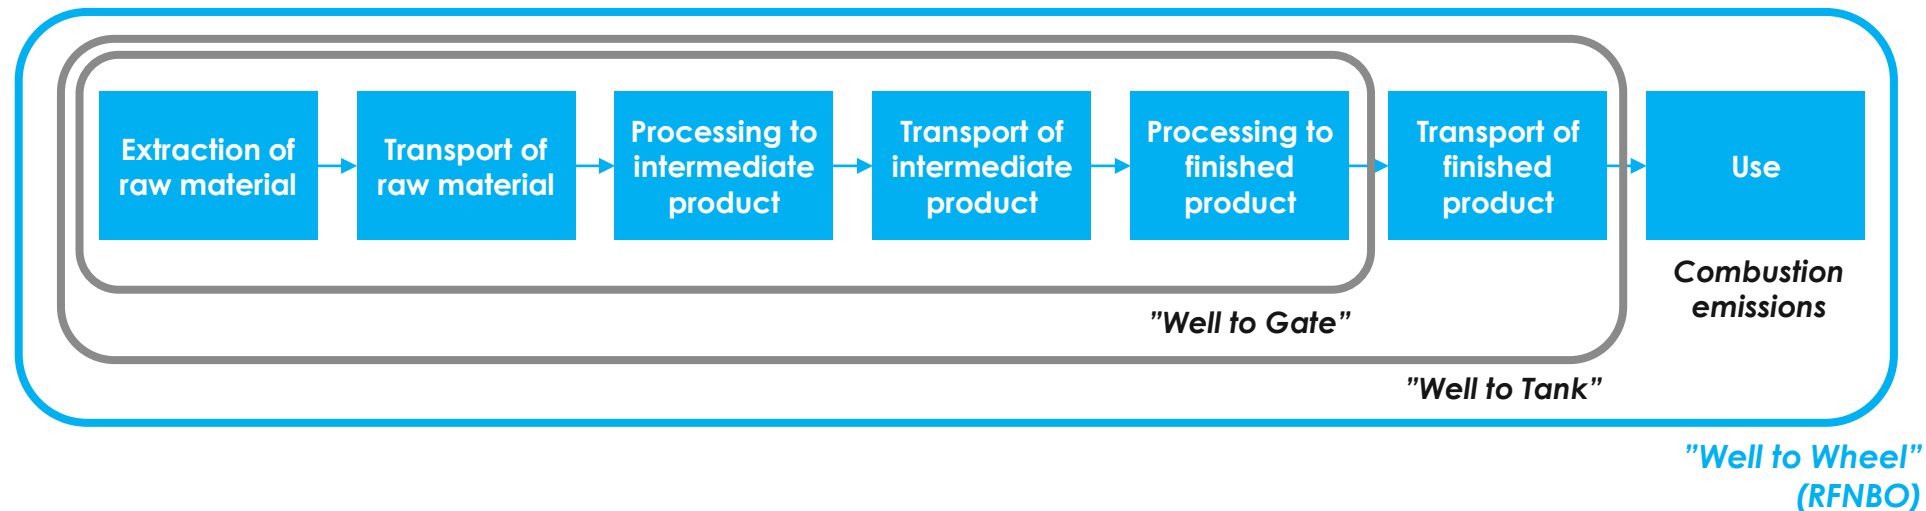 Extraction of
raw material
Transport of
raw material
Processing to
intermediate
product
Transport of
intermediate
product
Processing to
finished
product
Transport of
finished
product
Use
Combustion
emissions
”Well to Gate”
”Well to Tank”
”Well to Wheel”
(RFNBO)